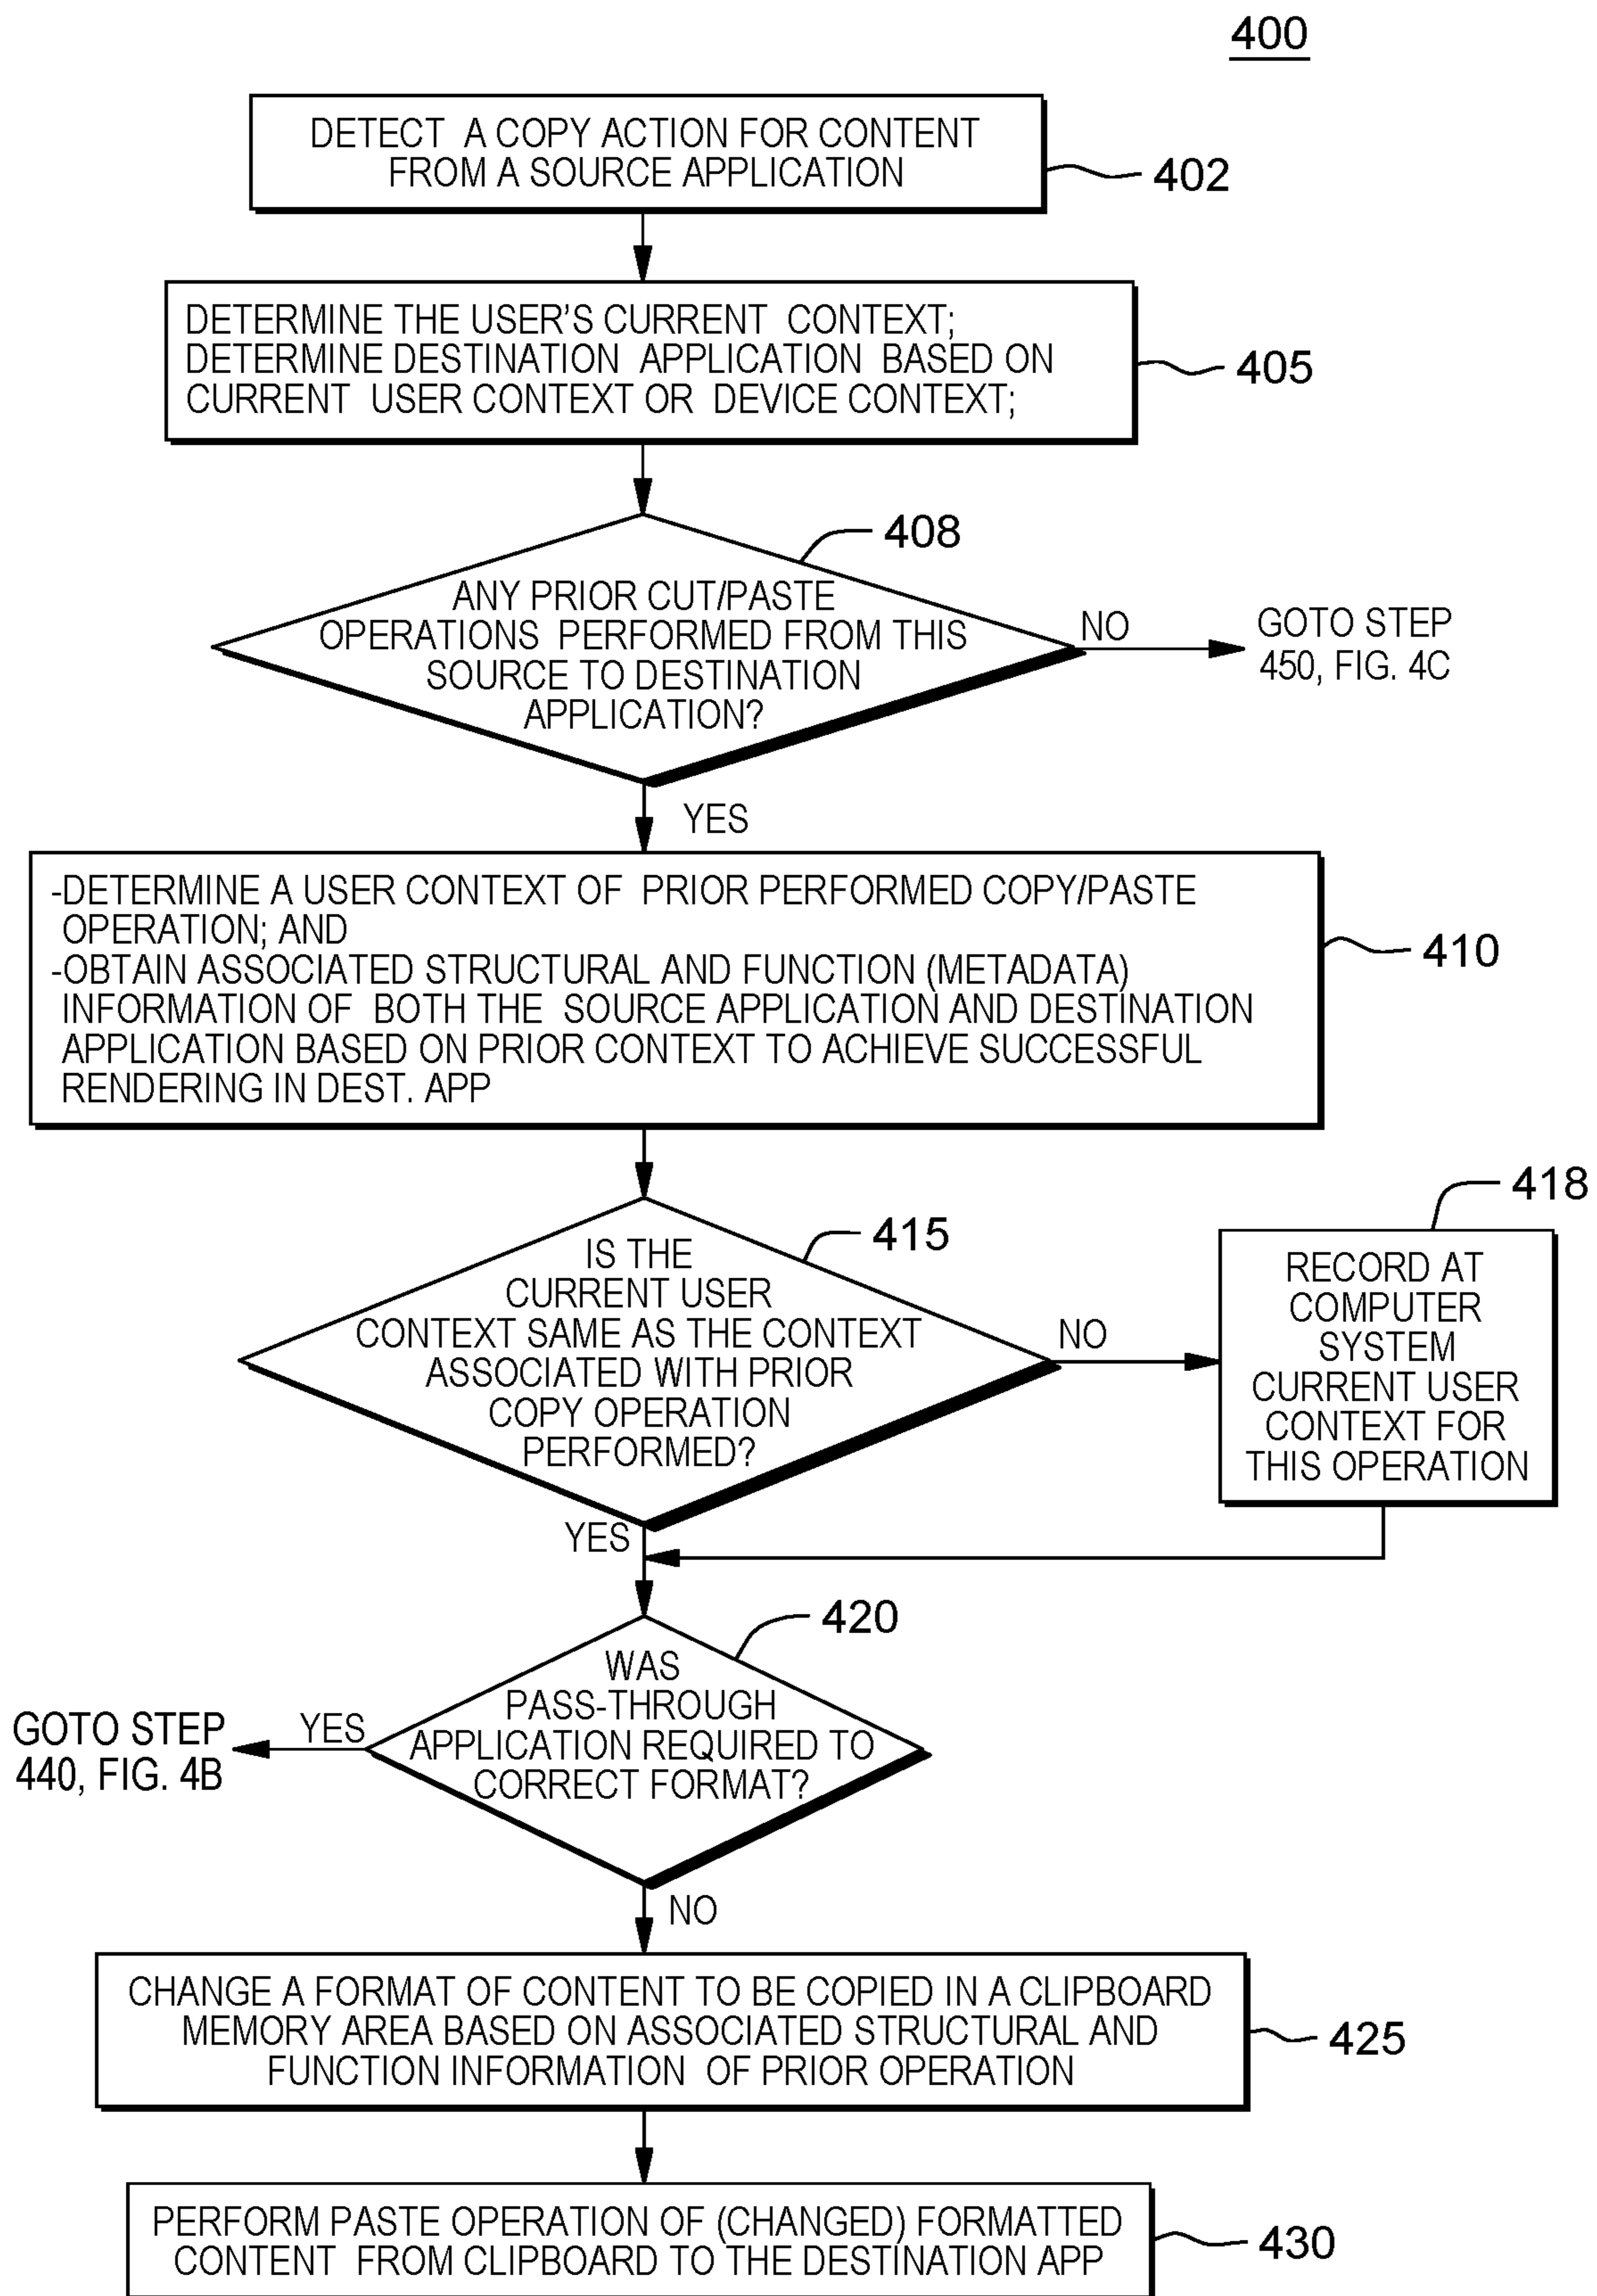 400
DETECT A COPY ACTION FOR CONTENT
FROM A SOURCE APPLICATION
402
DETERMINE THE USER'S CURRENT CONTEXT;
DETERMINE DESTINATION APPLICATION BASED ON
CURRENT USER CONTEXT OR DEVICE CONTEXT;
405
408
ANY PRIOR CUT/PASTE
OPERATIONS PERFORMED FROM THIS
SOURCE TO DESTINATION
APPLICATION?
NO
GOTO STEP
450, FIG. 4C
YES
-DETERMINE A USER CONTEXT OF PRIOR PERFORMED COPY/PASTE
OPERATION; AND
-OBTAIN ASSOCIATED STRUCTURAL AND FUNCTION (METADATA)
INFORMATION OF BOTH THE SOURCE APPLICATION AND DESTINATION
APPLICATION BASED ON PRIOR CONTEXT TO ACHIEVE SUCCESSFUL
RENDERING IN DEST. APP
410
415
IS THE
CURRENT USER
CONTEXT SAME AS THE CONTEXT
ASSOCIATED WITH PRIOR
COPY OPERATION
PERFORMED?
NO
418
RECORD AT
COMPUTER
SYSTEM
CURRENT USER
CONTEXT FOR
THIS OPERATION
YES
420
WAS
PASS-THROUGH
APPLICATION REQUIRED TO
CORRECT FORMAT?
YES
GOTO STEP
440, FIG. 4B
NO
CHANGE A FORMAT OF CONTENT TO BE COPIED IN A CLIPBOARD
MEMORY AREA BASED ON ASSOCIATED STRUCTURAL AND
FUNCTION INFORMATION OF PRIOR OPERATION
425
PERFORM PASTE OPERATION OF (CHANGED) FORMATTED
CONTENT FROM CLIPBOARD TO THE DESTINATION APP
430